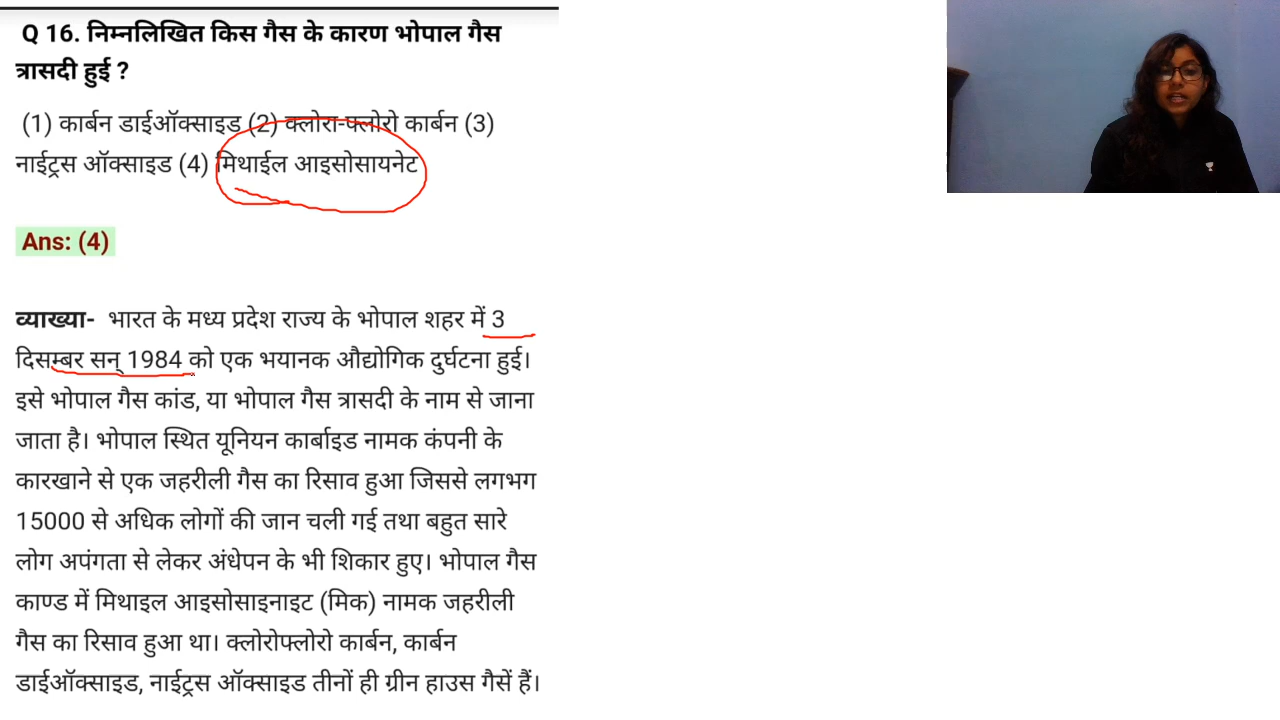 Q 16. निम्नलिखित किस गैस के कारण भोपाल गैस
त्रासदी हुई ?
(1) कार्बन डाईऑक्साइड (2) क्लोरा-फ्लोरो कार्बन (3)
नाईट्रस ऑक्साइड (4) मिथाईल आइसोसायनेट
Ans: (4)
व्याख्या- भारत के मध्य प्रदेश राज्य के भोपाल शहर में 3
दिसम्बर सन् 1984 को एक भयानक औद्योगिक दुर्घटना हुई।
इसे भोपाल गैस कांड, या भोपाल गैस त्रासदी के नाम से जाना
जाता है। भोपाल स्थित यूनियन कार्बाइड नामक कंपनी के
कारखाने से एक जहरीली गैस का रिसाव हुआ जिससे लगभग
15000 से अधिक लोगों की जान चली गई तथा बहुत सारे
लोग अपंगता से लेकर अंधेपन के भी शिकार हुए। भोपाल गैस
काण्ड में मिथाइल आइसोसाइनाइट (मिक) नामक जहरीली
गैस का रिसाव हुआ था। क्लोरोफ्लोरो कार्बन, कार्बन
डाईऑक्साइड, नाईट्रस ऑक्साइड तीनों ही ग्रीन हाउस गैसें हैं।